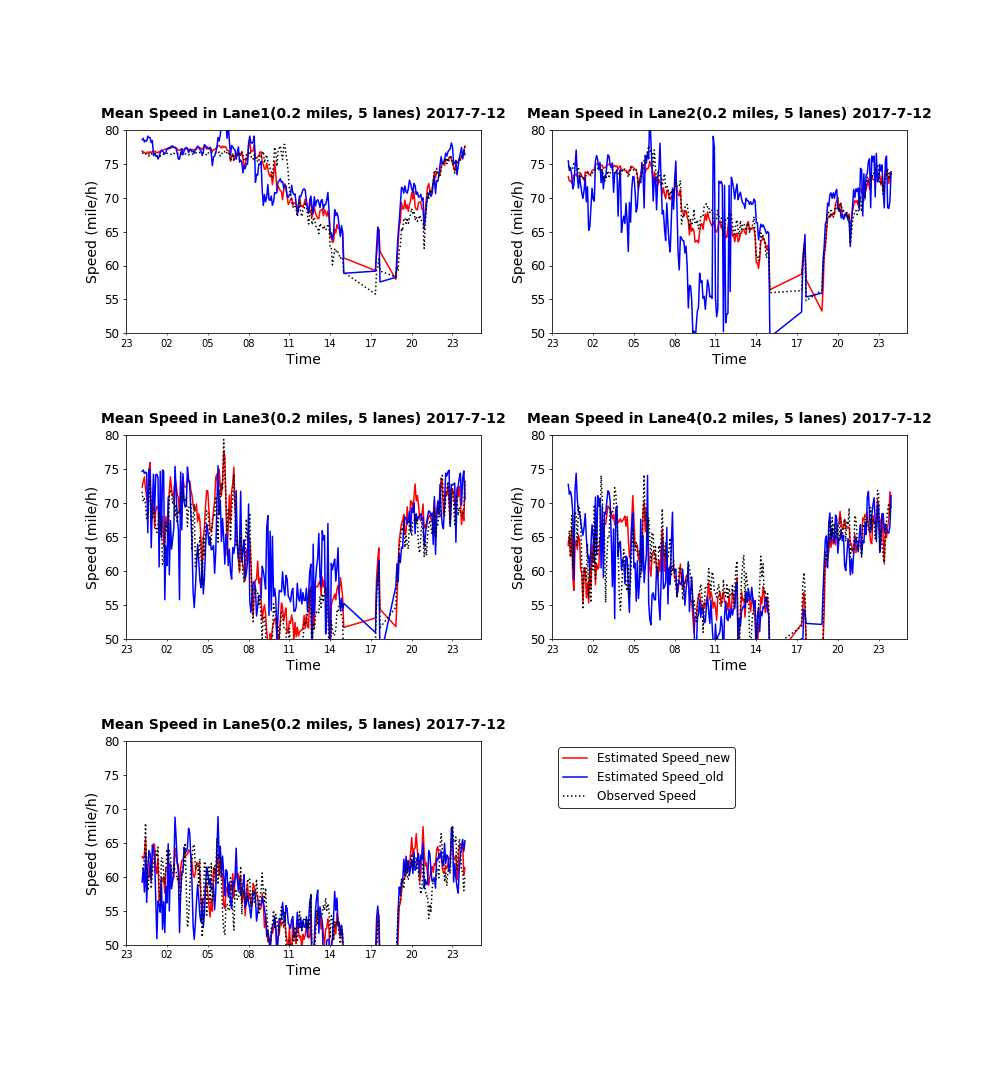 Mean Speed in Lane1(0.2 miles, 5 lanes) 2017-7-12
80
75
70
65
60
55
50
Speed (mile/h)
23 02 05 08 11 14 17 20 23
Time
Mean Speed in Lane2(0.2 miles, 5 lanes) 2017-7-12
80
75
70
65
60
55
50
Speed (mile/h)
23 02 05 08 11 14 17 20 23
Time
Mean Speed in Lane3(0.2 miles, 5 lanes) 2017-7-12
80
75
70
65
60
55
50
Speed (mile/h)
23 02 05 08 11 14 17 20 23
Time
Mean Speed in Lane4(0.2 miles, 5 lanes) 2017-7-12
80
75
70
65
60
55
50
Speed (mile/h)
23 02 05 08 11 14 17 20 23
Time
Mean Speed in Lane5(0.2 miles, 5 lanes) 2017-7-12
80
75
70
65
60
55
50
Speed (mile/h)
23 02 05 08 11 14 17 20 23
Time
Estimated Speed_new
Estimated Speed_old
Observed Speed